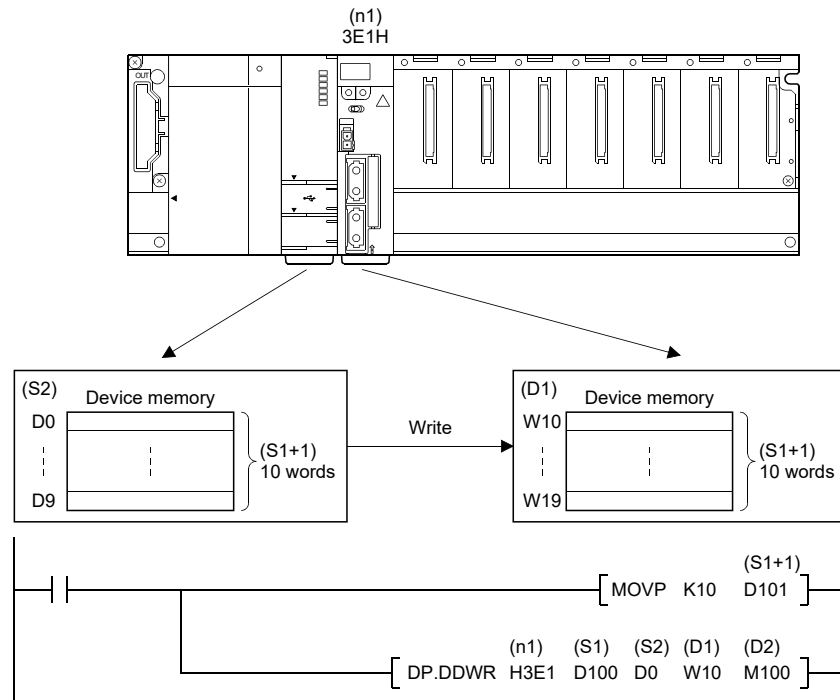 (n1)
3E1H
OUT
(S2)
Device memory
D0
D9
(S1+1)
10 words
Write
(D1)
Device memory
W10
W19
(S1+1)
10 words
(S1+1)
MOVP K10 D101
(n1) (S1) (S2) (D1) (D2)
DP.DDWR H3E1 D100 D0 W10 M100